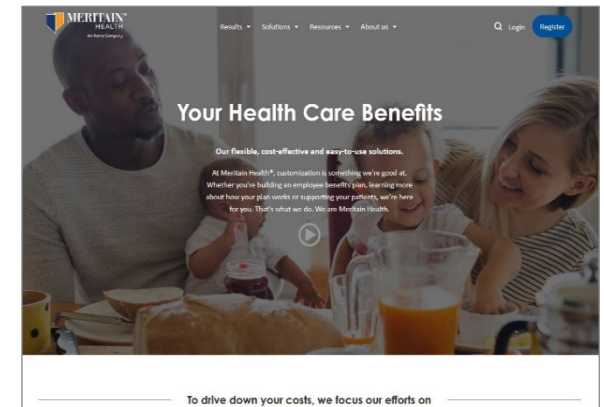 MERITAIN™
HEALTH
An Aetna Company
Results Solutions Resources About us
Login Register
Your Health Care Benefits
Our flexible, cost-effective and easy-to-use solutions.
At Meritain Health®, customization is something we're good at.
Whether you're building an employee benefits plan, learning more
about how your plan works or supporting your patients, we're here
for you. That's what we do. We are Meritain Health.
To drive down your costs, we focus our efforts on